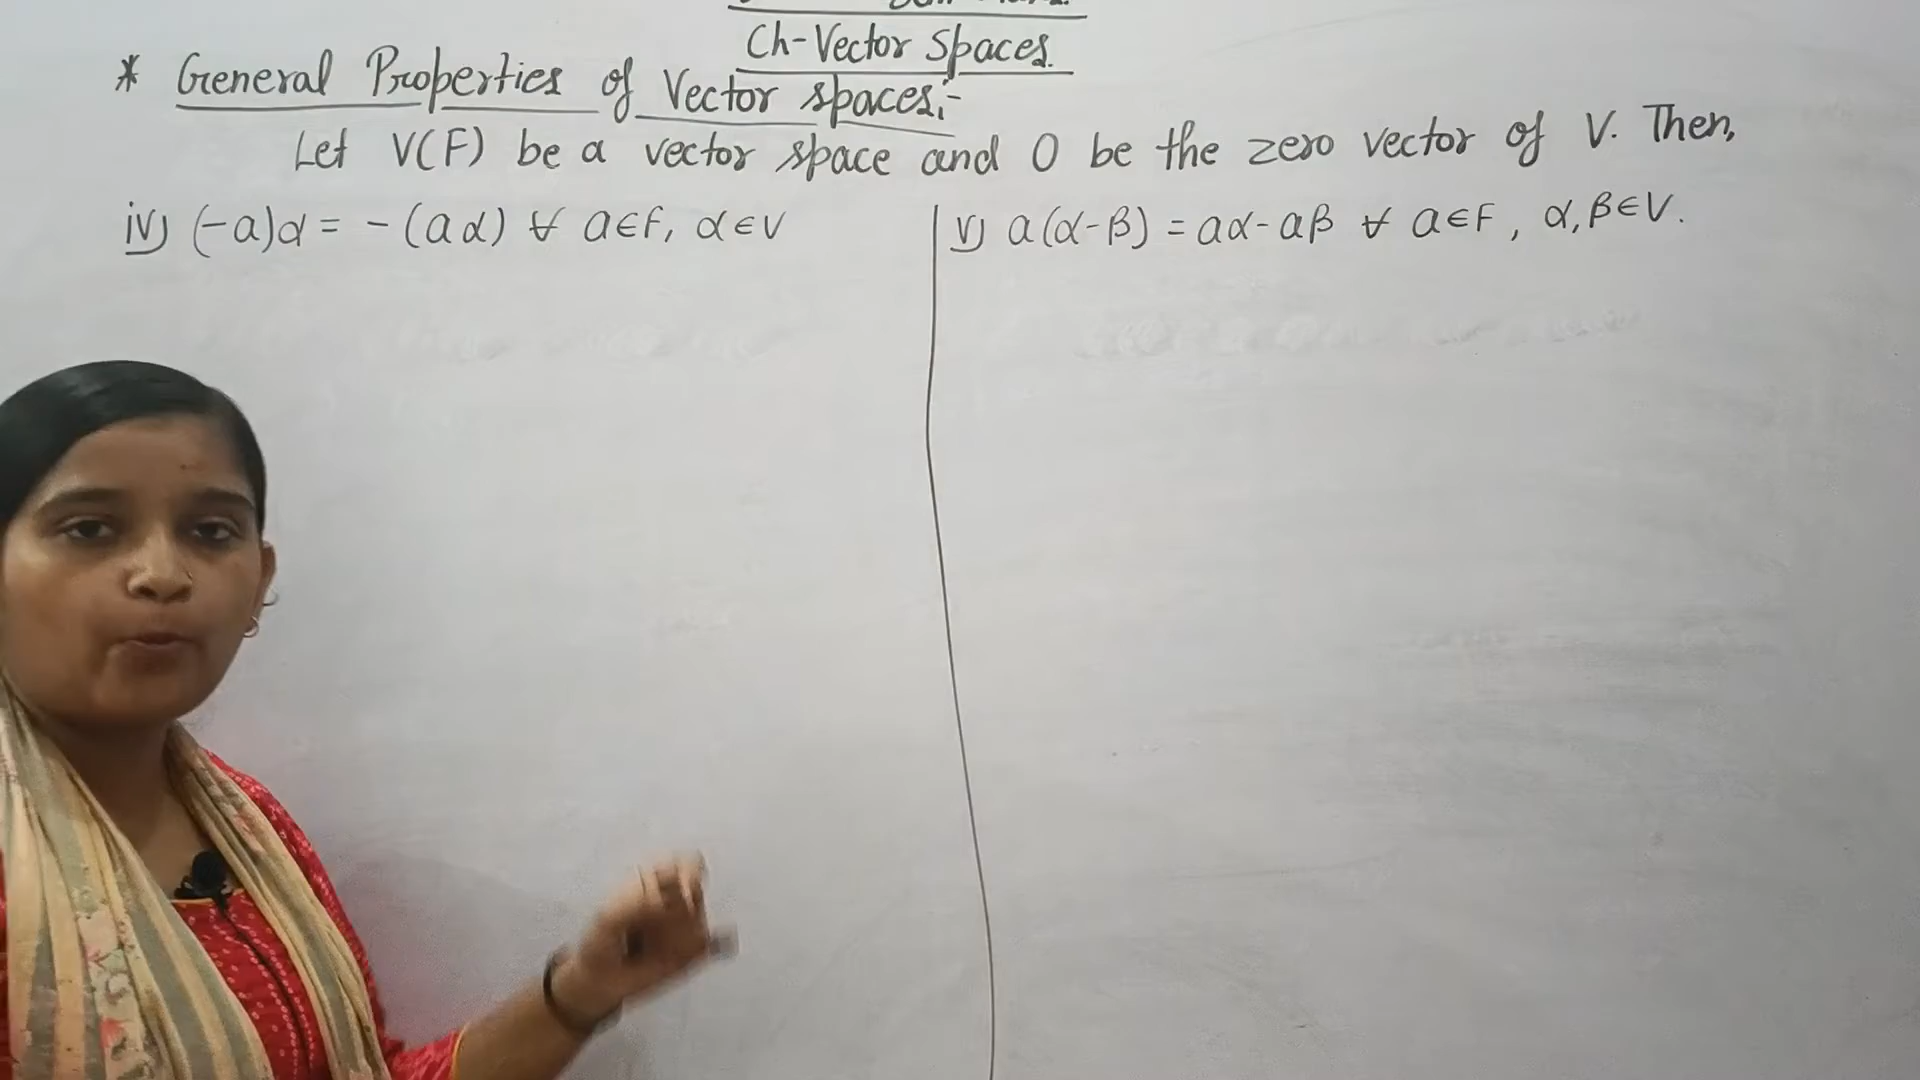 Ch-Vector Spaces
* General Properties of Vector spaces:-
Let V(F) be a vector space and 0 be the zero vector of V. Then,
iv) (-a)α = - (aα) ∀ a∈F, α∈V
v) a(α-β) = aα-aβ ∀ a∈F, α,β∈V.